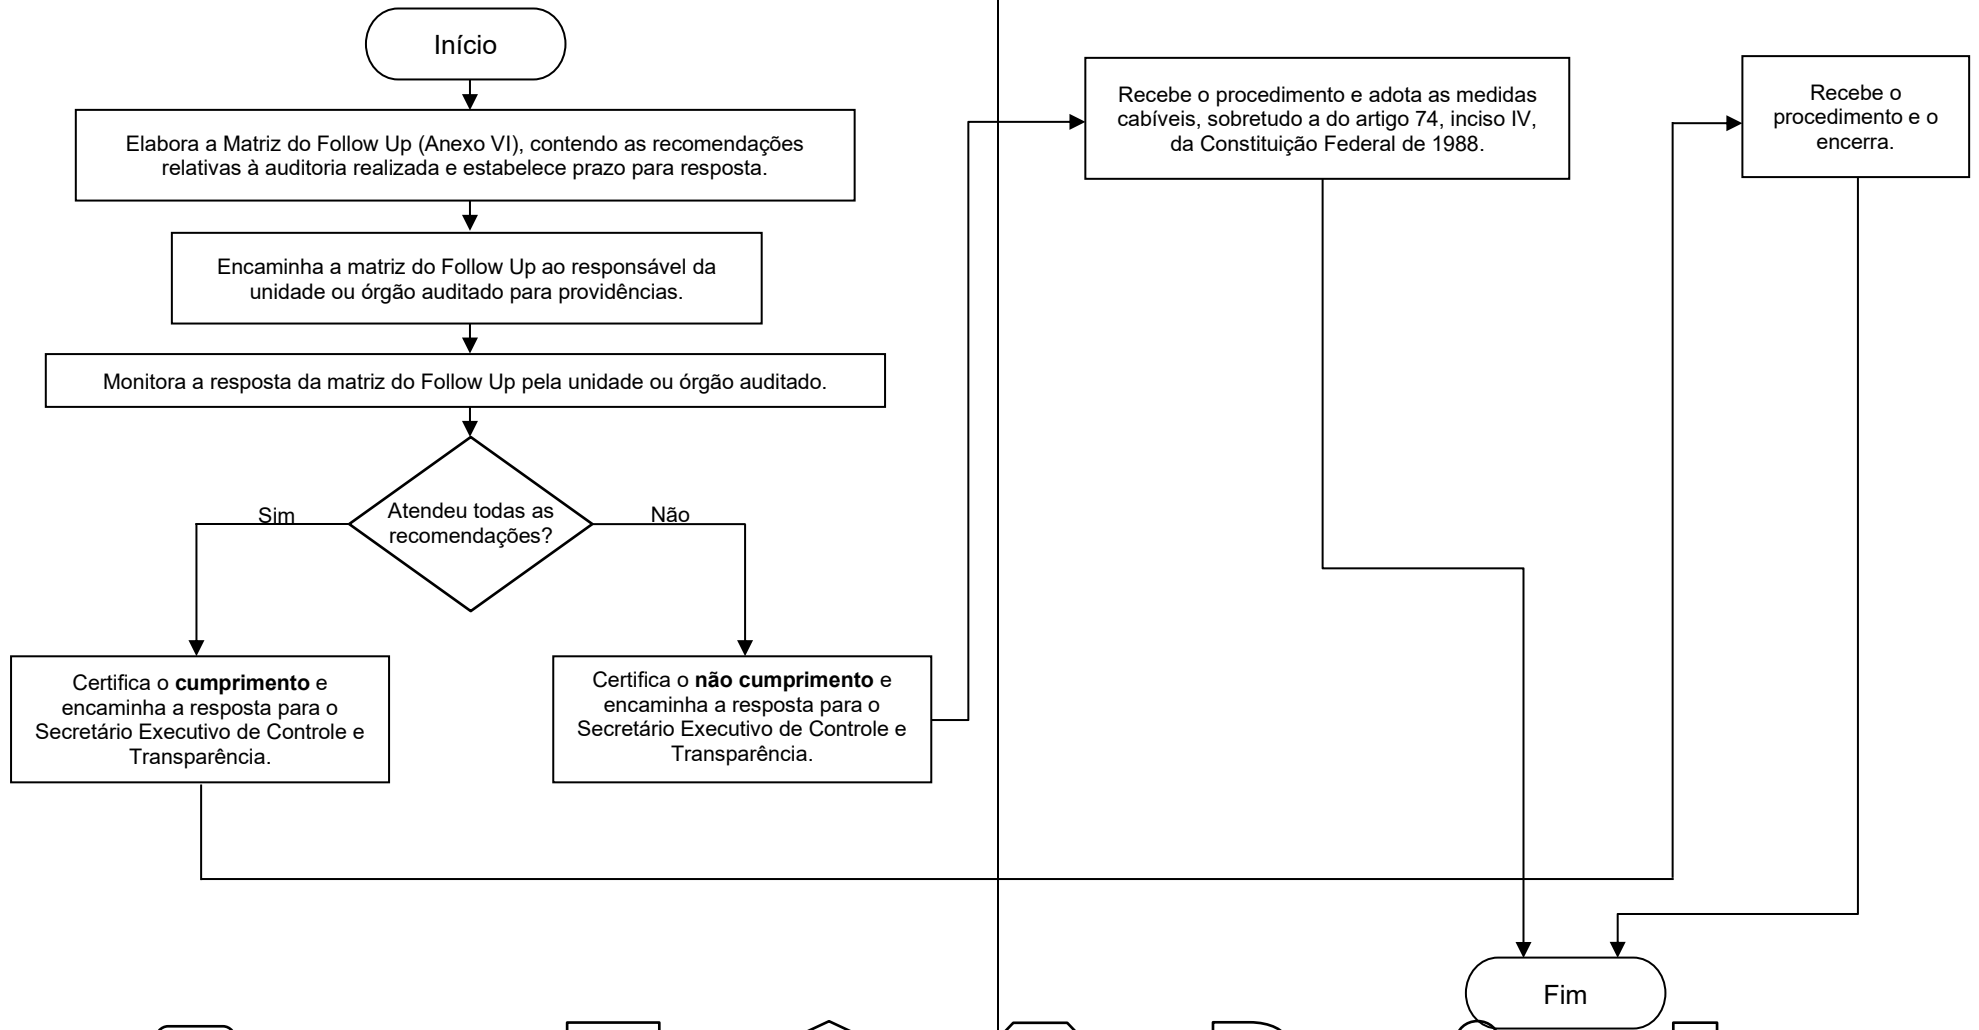 Início
Elabora a Matriz do Follow Up (Anexo VI), contendo as recomendações
relativas à auditoria realizada e estabelece prazo para resposta.
Encaminha a matriz do Follow Up ao responsável da
unidade ou órgão auditado para providências.
Monitora a resposta da matriz do Follow Up pela unidade ou órgão auditado.
Atendeu todas as
recomendações?
Sim
Não
Certifica o cumprimento e
encaminha a resposta para o
Secretário Executivo de Controle e
Transparência.
Certifica o não cumprimento e
encaminha a resposta para o
Secretário Executivo de Controle e
Transparência.
Recebe o procedimento e adota as medidas
cabíveis, sobretudo a do artigo 74, inciso IV,
da Constituição Federal de 1988.
Recebe o
procedimento e o
encerra.
Fim